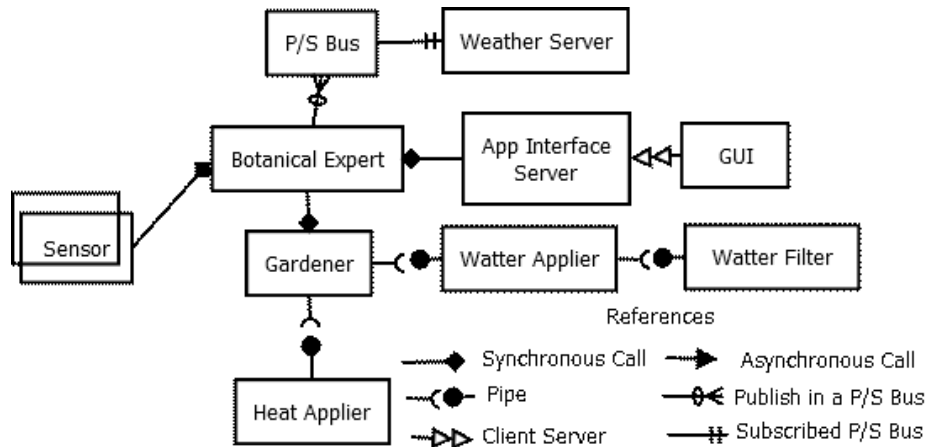 P/S Bus
Weather Server
Botanical Expert
App Interface
Server
GUI
Sensor
Gardener
Watter Applier
Watter Filter
Heat Applier
References
Synchronous Call
Asynchronous Call
Pipe
Publish in a P/S Bus
Client Server
Subscribed P/S Bus